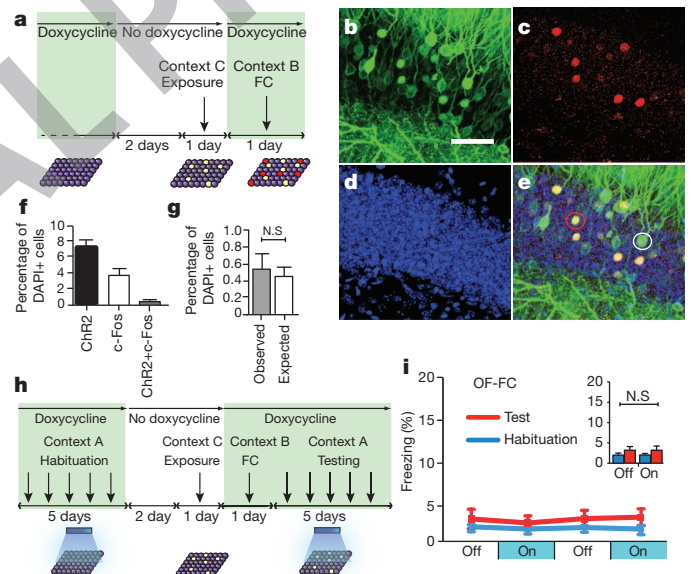 a
Doxycycline No doxycycline Doxycycline
Context C Context B
Exposure FC
2 days 1 day 1 day
b
c
d
e
f
Percentage of
DAPI+ cells
10
8
6
4
2
0
ChR2
c-Fos
ChR2+c-Fos
g
Percentage of
DAPI+ cells
1.0
0.8
0.6
0.4
0.2
0
N.S
Observed
Expected
h
Doxycycline No doxycycline Doxycycline
Context A Context C Context B Context A
Habituation Exposure FC Testing
5 days 2 day 1 day 1 day 5 days
i
OF-FC
Freezing (%)
20
15
10
5
0
Test
Habituation
Off On Off On
20
15
10
5
0
N.S
Off On